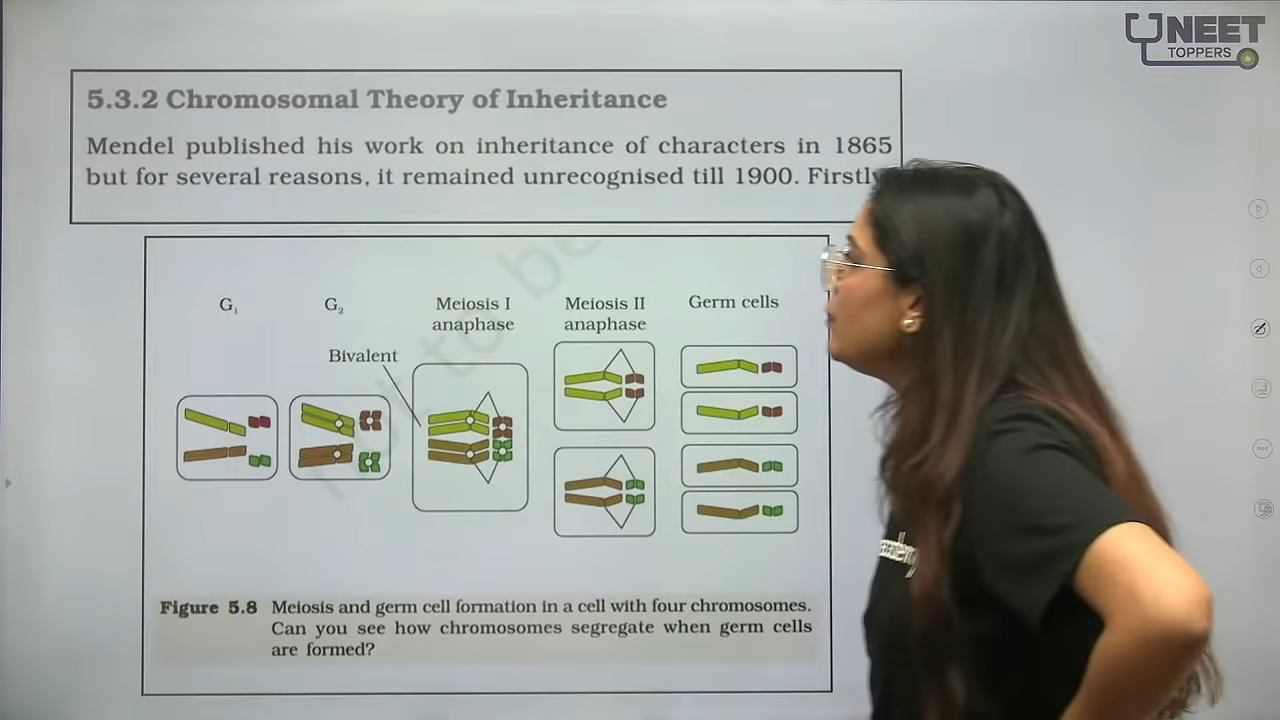 NEET
TOPPERS
5.3.2 Chromosomal Theory of Inheritance
Mendel published his work on inheritance of characters in 1865
but for several reasons, it remained unrecognised till 1900. Firstly
G₁
G₂
Meiosis I
anaphase
Meiosis II
anaphase
Germ cells
Bivalent
to be
Figure 5.8 Meiosis and germ cell formation in a cell with four chromosomes.
Can you see how chromosomes segregate when germ cells
are formed?